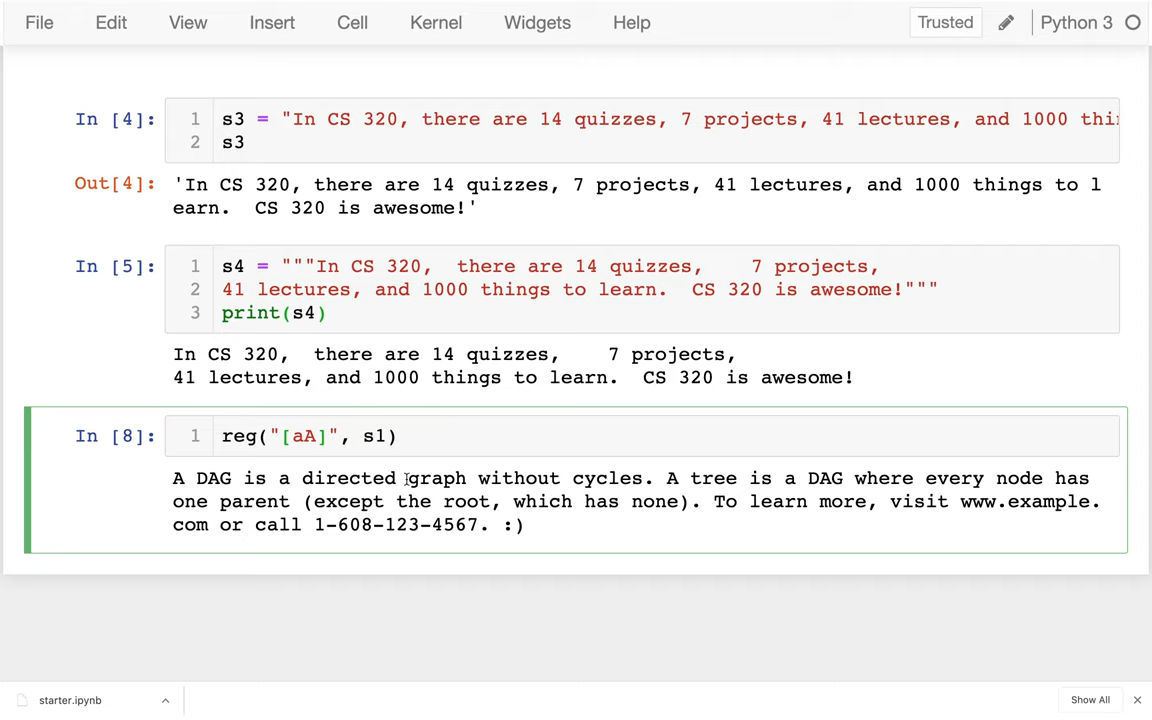 File Edit View Insert Cell Kernel Widgets Help Trusted Python 3
In [4]: 1 s3 = "In CS 320, there are 14 quizzes, 7 projects, 41 lectures, and 1000 thi
2 s3
Out[4]: 'In CS 320, there are 14 quizzes, 7 projects, 41 lectures, and 1000 things to l
earn.  CS 320 is awesome!'
In [5]: 1 s4 = """In CS 320,  there are 14 quizzes,    7 projects,
2 41 lectures, and 1000 things to learn.  CS 320 is awesome!"""
3 print(s4)
In CS 320,  there are 14 quizzes,    7 projects,
41 lectures, and 1000 things to learn.  CS 320 is awesome!
In [8]: 1 reg("[aA]", s1)
A DAG is a directed graph without cycles. A tree is a DAG where every node has
one parent (except the root, which has none). To learn more, visit www.example.
com or call 1-608-123-4567. :)
starter.ipynb Show All